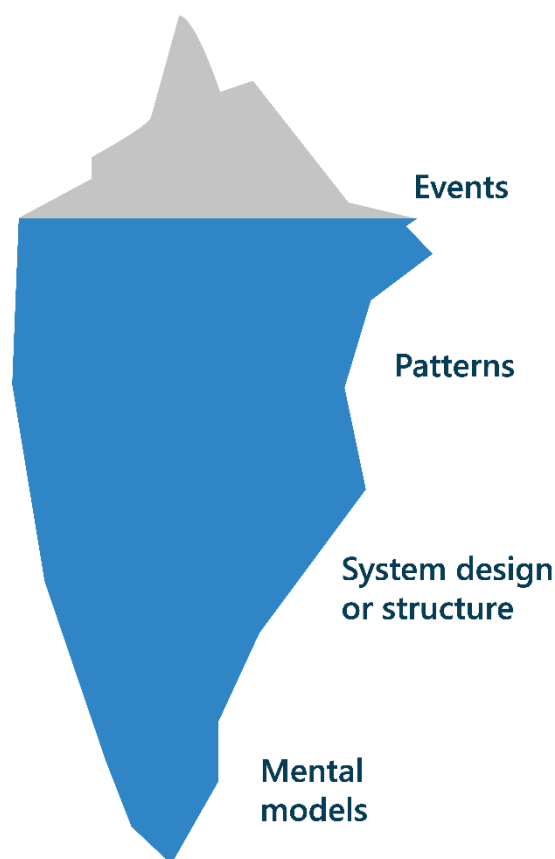 Events
Patterns
System design
or structure
Mental
models